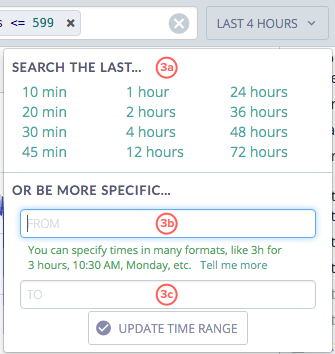 s <= 599 ×
LAST 4 HOURS
SEARCH THE LAST... 3a
10 min 1 hour 24 hours
20 min 2 hours 36 hours
30 min 4 hours 48 hours
45 min 12 hours 72 hours
OR BE MORE SPECIFIC...
FROM 3b
You can specify times in many formats, like 3h for
3 hours, 10:30 AM, Monday, etc. Tell me more
TO 3c
UPDATE TIME RANGE